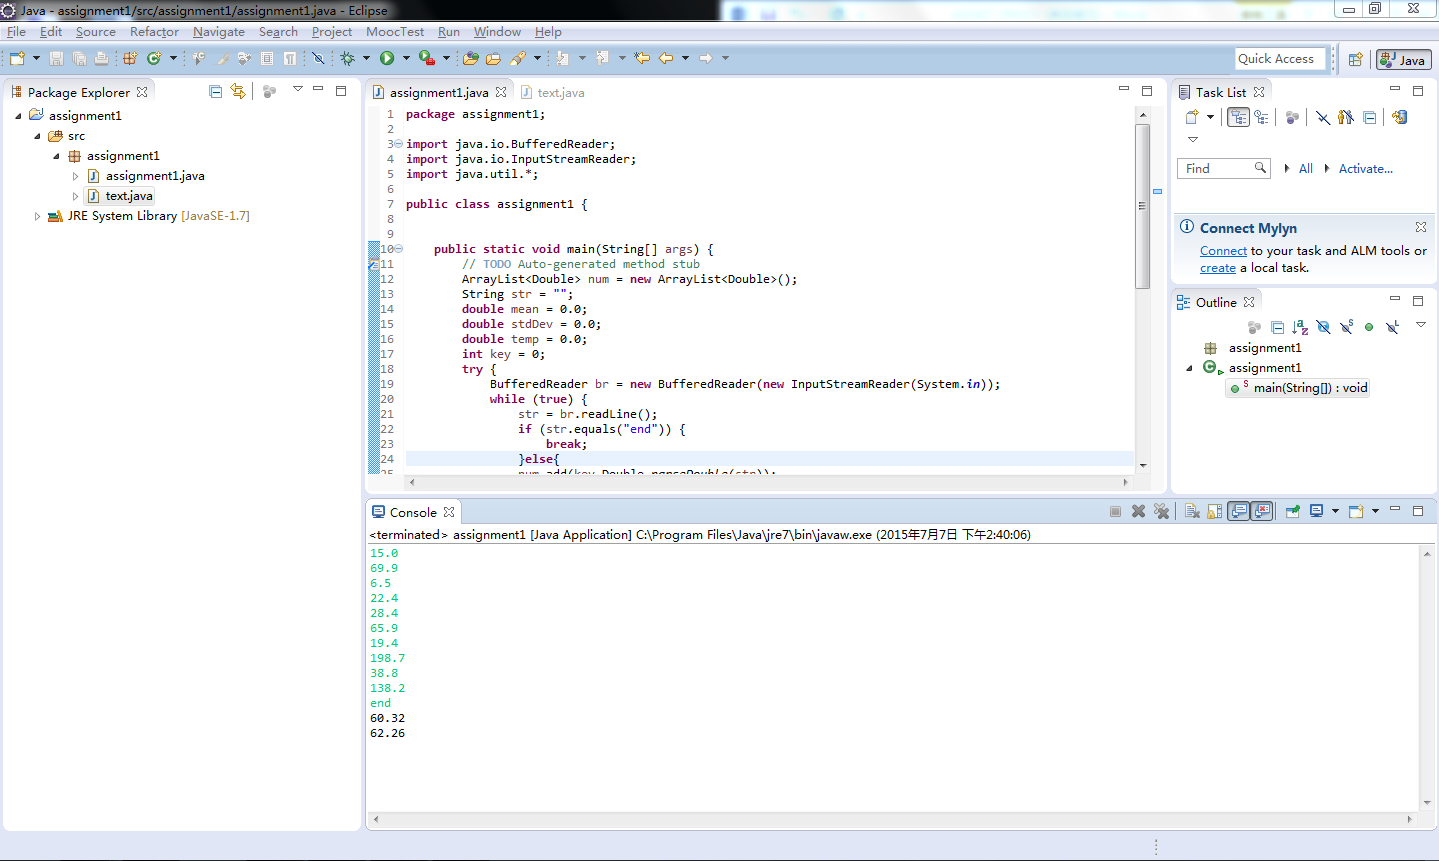 Java - assignment1/src/assignment1/assignment1.java - Eclipse
File Edit Source Refactor Navigate Search Project MoocTest Run Window Help
Quick Access
Java
Package Explorer
assignment1
src
assignment1
assignment1.java
text.java
JRE System Library [JavaSE-1.7]
assignment1.java text.java
1 package assignment1;
2
3 import java.io.BufferedReader;
4 import java.io.InputStreamReader;
5 import java.util.*;
6
7 public class assignment1 {
8
9
10 public static void main(String[] args) {
11 // TODO Auto-generated method stub
12 ArrayList<Double> num = new ArrayList<Double>();
13 String str = "";
14 double mean = 0.0;
15 double stdDev = 0.0;
16 double temp = 0.0;
17 int key = 0;
18 try {
19 BufferedReader br = new BufferedReader(new InputStreamReader(System.in));
20 while (true) {
21 str = br.readLine();
22 if (str.equals("end")) {
23 break;
24 }else{
25 num.add(key,Double.parseDouble(str));
Task List
Find All Activate...
Connect Mylyn
Connect to your task and ALM tools or
create a local task.
Outline
assignment1
assignment1
main(String[]) : void
Console
<terminated> assignment1 [Java Application] C:\Program Files\Java\jre7\bin\javaw.exe (2015年7月7日 下午2:40:06)
15.0
69.9
6.5
22.4
28.4
65.9
19.4
198.7
38.8
138.2
end
60.32
62.26